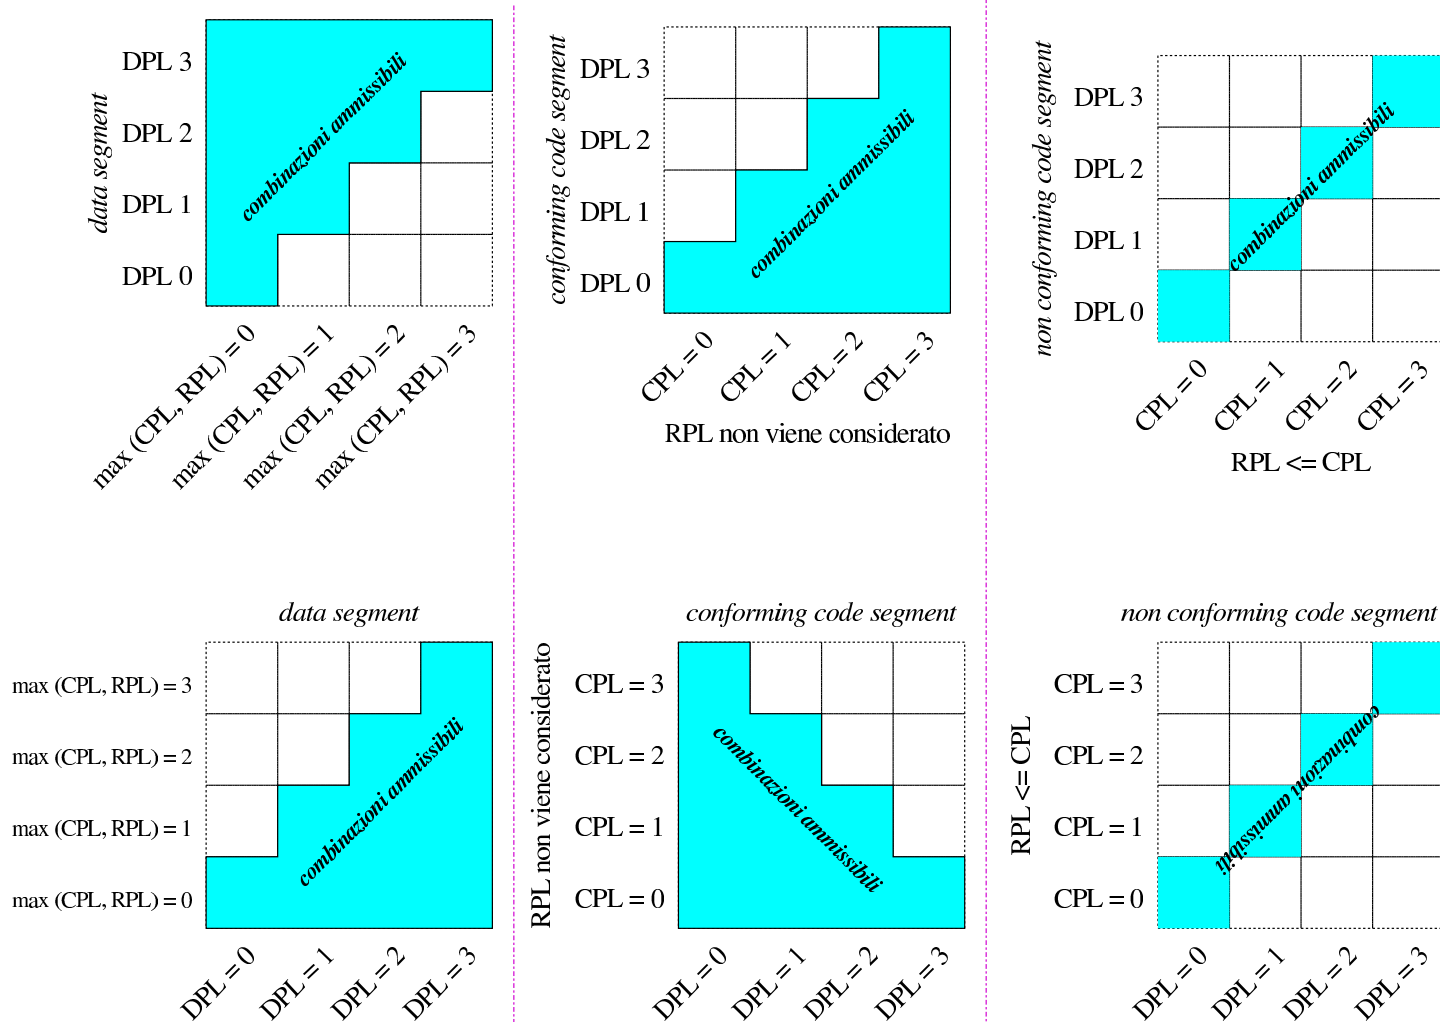 data segment
DPL 3
DPL 2
DPL 1
DPL 0
combinazioni ammissibili
max (CPL, RPL) = 0
max (CPL, RPL) = 1
max (CPL, RPL) = 2
max (CPL, RPL) = 3
conforming code segment
DPL 3
DPL 2
DPL 1
DPL 0
combinazioni ammissibili
CPL = 0
CPL = 1
CPL = 2
CPL = 3
RPL non viene considerato
non conforming code segment
DPL 3
DPL 2
DPL 1
DPL 0
combinazioni ammissibili
CPL = 0
CPL = 1
CPL = 2
CPL = 3
RPL <= CPL
data segment
max (CPL, RPL) = 3
max (CPL, RPL) = 2
max (CPL, RPL) = 1
max (CPL, RPL) = 0
combinazioni ammissibili
DPL = 0
DPL = 1
DPL = 2
DPL = 3
conforming code segment
RPL non viene considerato
CPL = 3
CPL = 2
CPL = 1
CPL = 0
combinazioni ammissibili
DPL = 0
DPL = 1
DPL = 2
DPL = 3
non conforming code segment
RPL <= CPL
CPL = 3
CPL = 2
CPL = 1
CPL = 0
combinazioni ammissibili
DPL = 0
DPL = 1
DPL = 2
DPL = 3